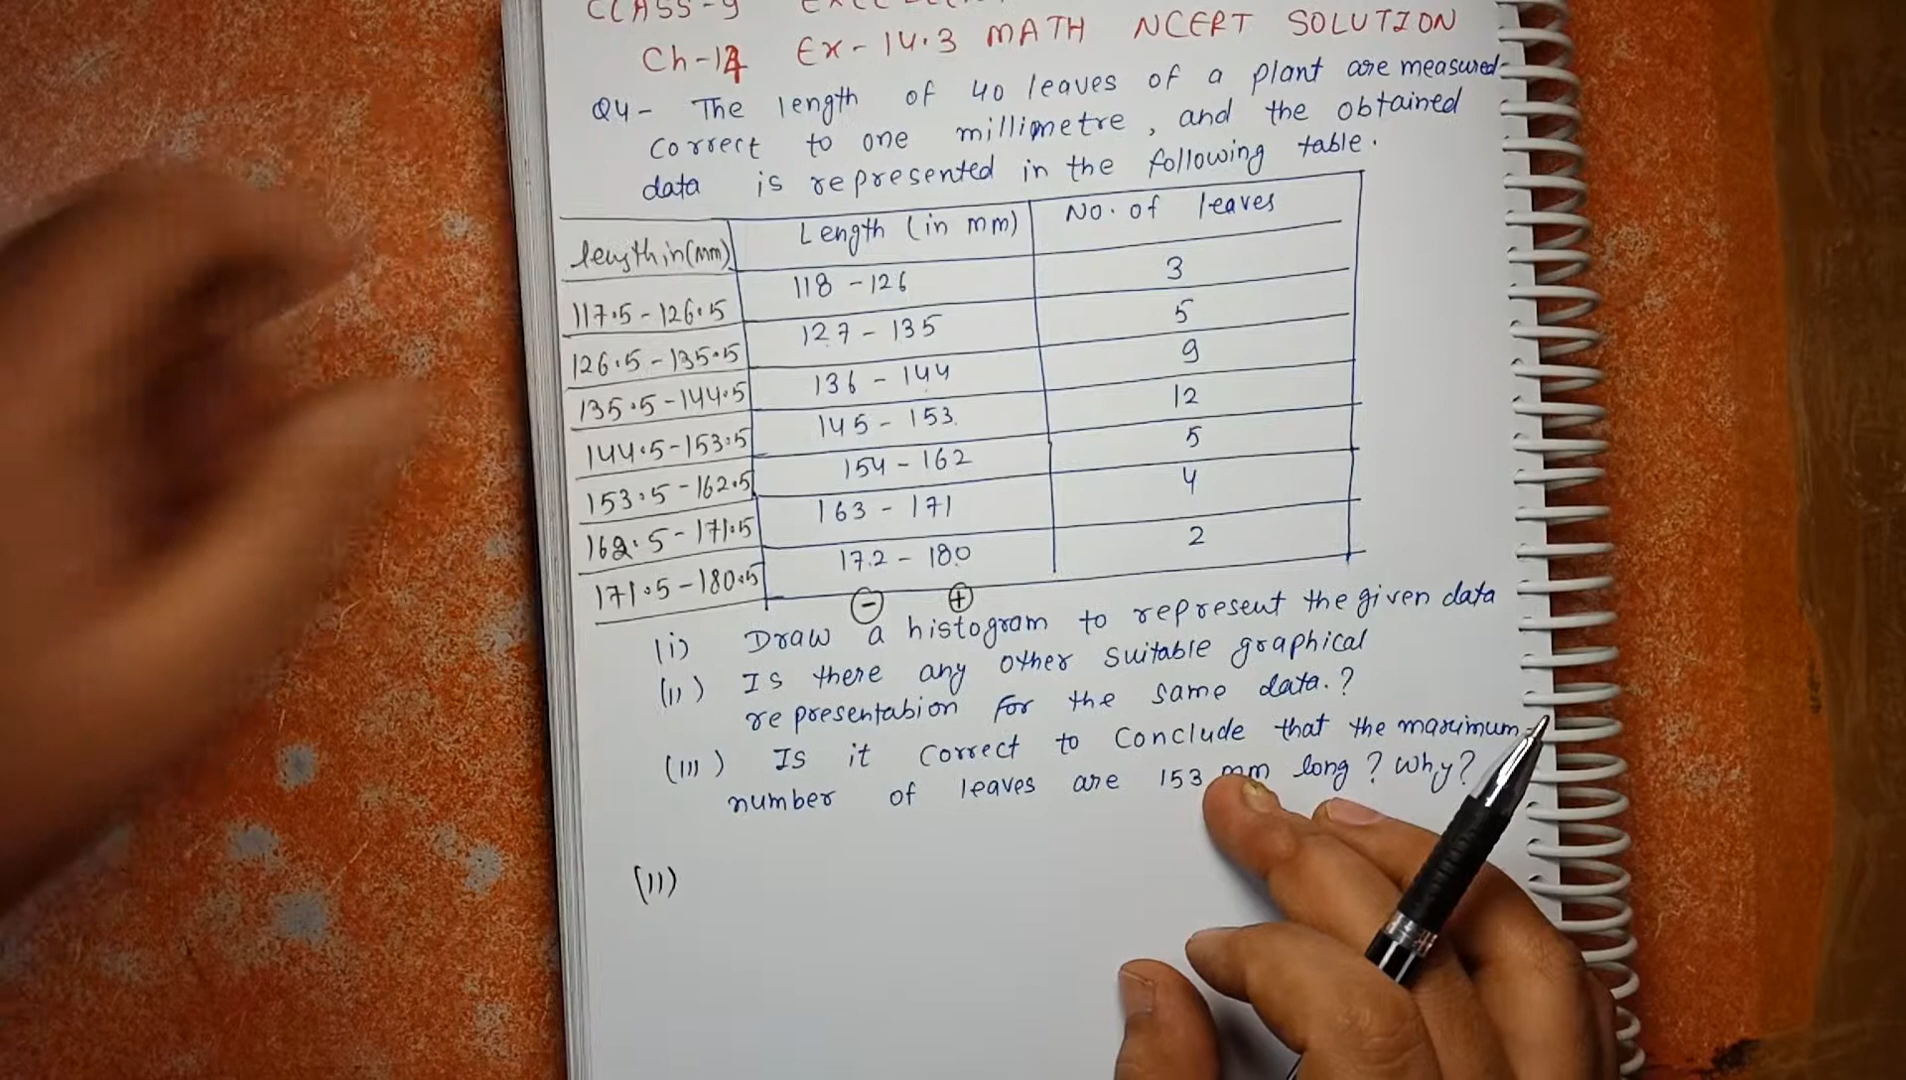 CLASS-9
Ch-14 Ex-14.3 MATH NCERT SOLUTION
Q4- The length of 40 leaves of a plant are measured
correct to one millimetre, and the obtained
data is represented in the following table.
length in (mm) Length (in mm) No. of leaves
117.5-126.5 118-126 3
126.5-135.5 127-135 5
135.5-144.5 136-144 9
144.5-153.5 145-153 12
153.5-162.5 154-162 5
162.5-171.5 163-171 4
171.5-180.5 172-180 2
- +
(i) Draw a histogram to represent the given data
(ii) Is there any other suitable graphical
representation for the same data.?
(iii) Is it correct to conclude that the maximum
number of leaves are 153 mm long? Why?
(ii)